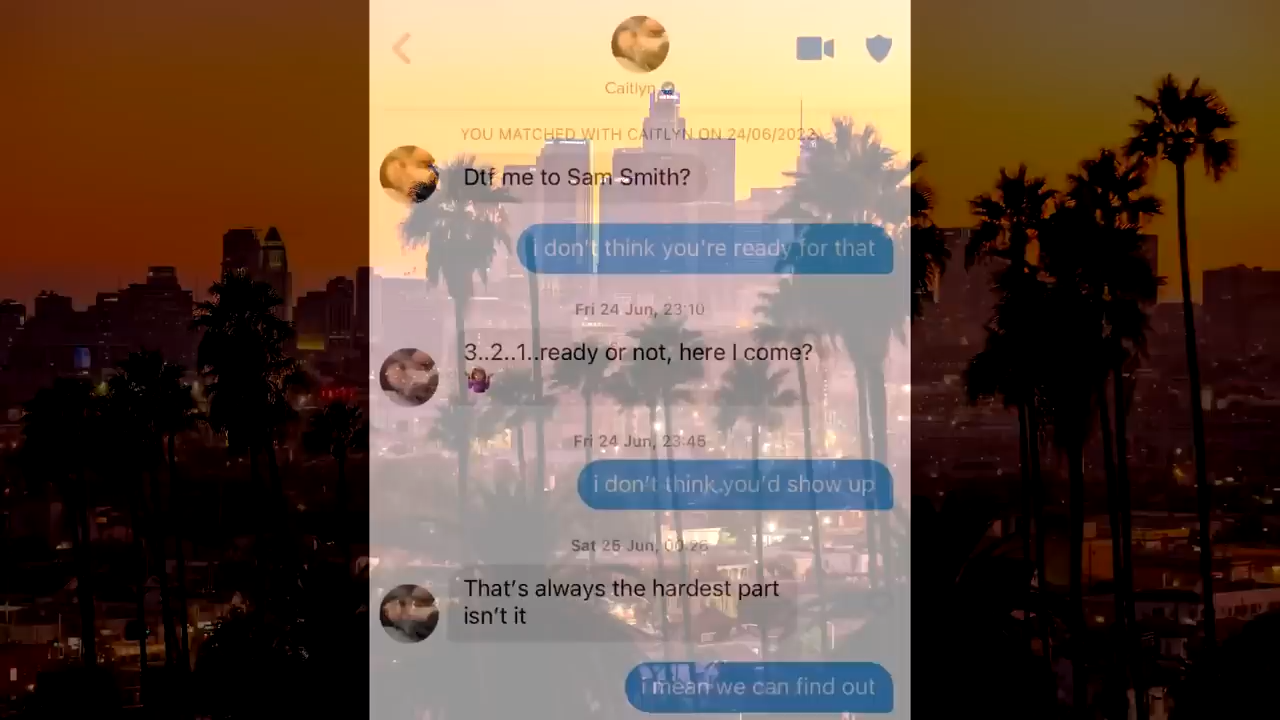 Caitlyn
YOU MATCHED WITH CAITLYN ON 24/06/2022
Dtf me to Sam Smith?
i don't think you're ready for that
Fri 24 Jun, 23:10
3..2..1..ready or not, here I come?
🤷🏾‍♀️
Fri 24 Jun, 23:45
i don't think you'd show up
Sat 25 Jun, 00:26
That's always the hardest part
isn't it
i mean we can find out